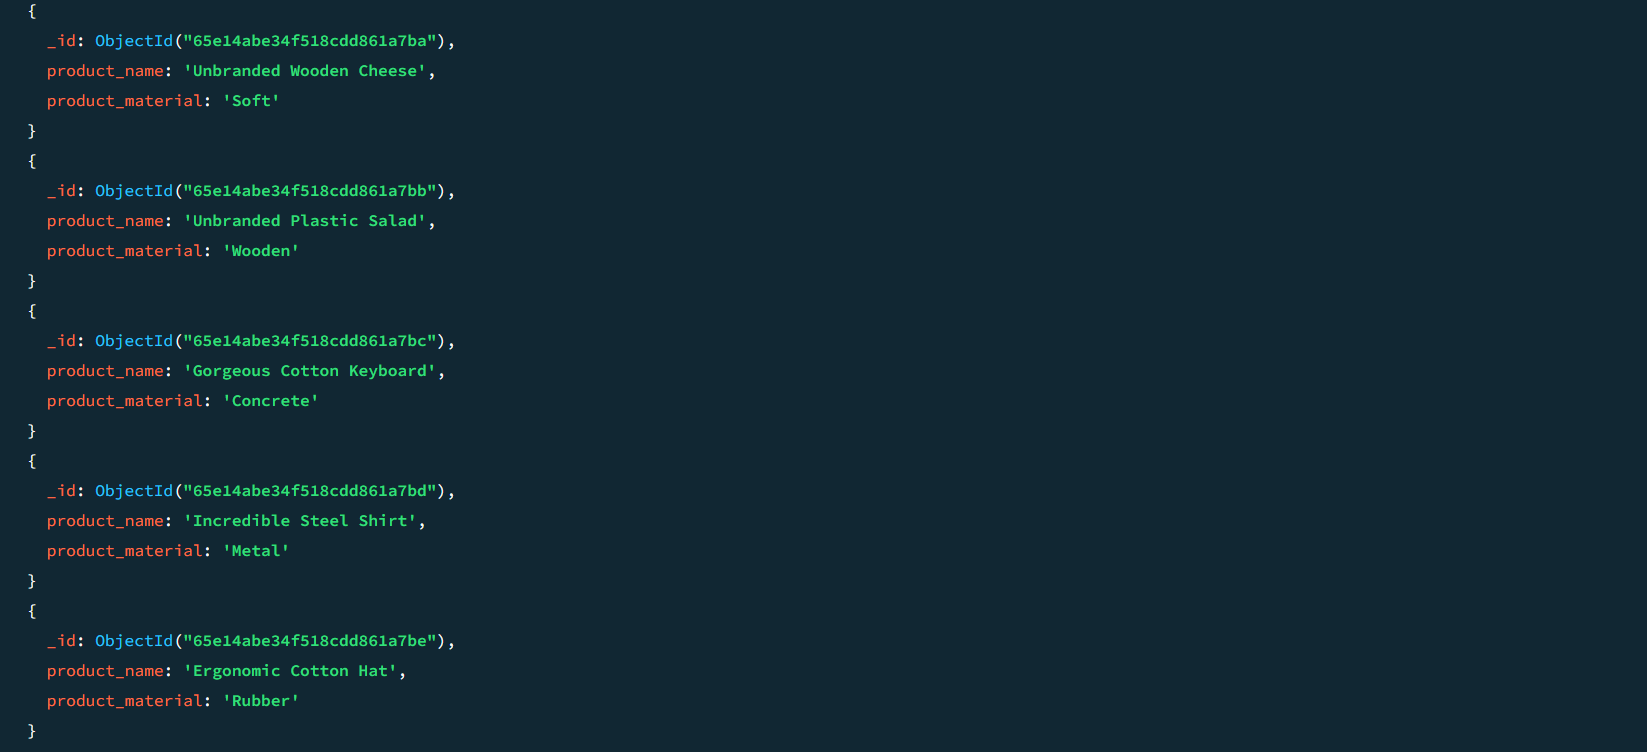 {
_id: ObjectId("65e14abe34f518cdd861a7ba"),
product_name: 'Unbranded Wooden Cheese',
product_material: 'Soft'
}
{
_id: ObjectId("65e14abe34f518cdd861a7bb"),
product_name: 'Unbranded Plastic Salad',
product_material: 'Wooden'
}
{
_id: ObjectId("65e14abe34f518cdd861a7bc"),
product_name: 'Gorgeous Cotton Keyboard',
product_material: 'Concrete'
}
{
_id: ObjectId("65e14abe34f518cdd861a7bd"),
product_name: 'Incredible Steel Shirt',
product_material: 'Metal'
}
{
_id: ObjectId("65e14abe34f518cdd861a7be"),
product_name: 'Ergonomic Cotton Hat',
product_material: 'Rubber'
}